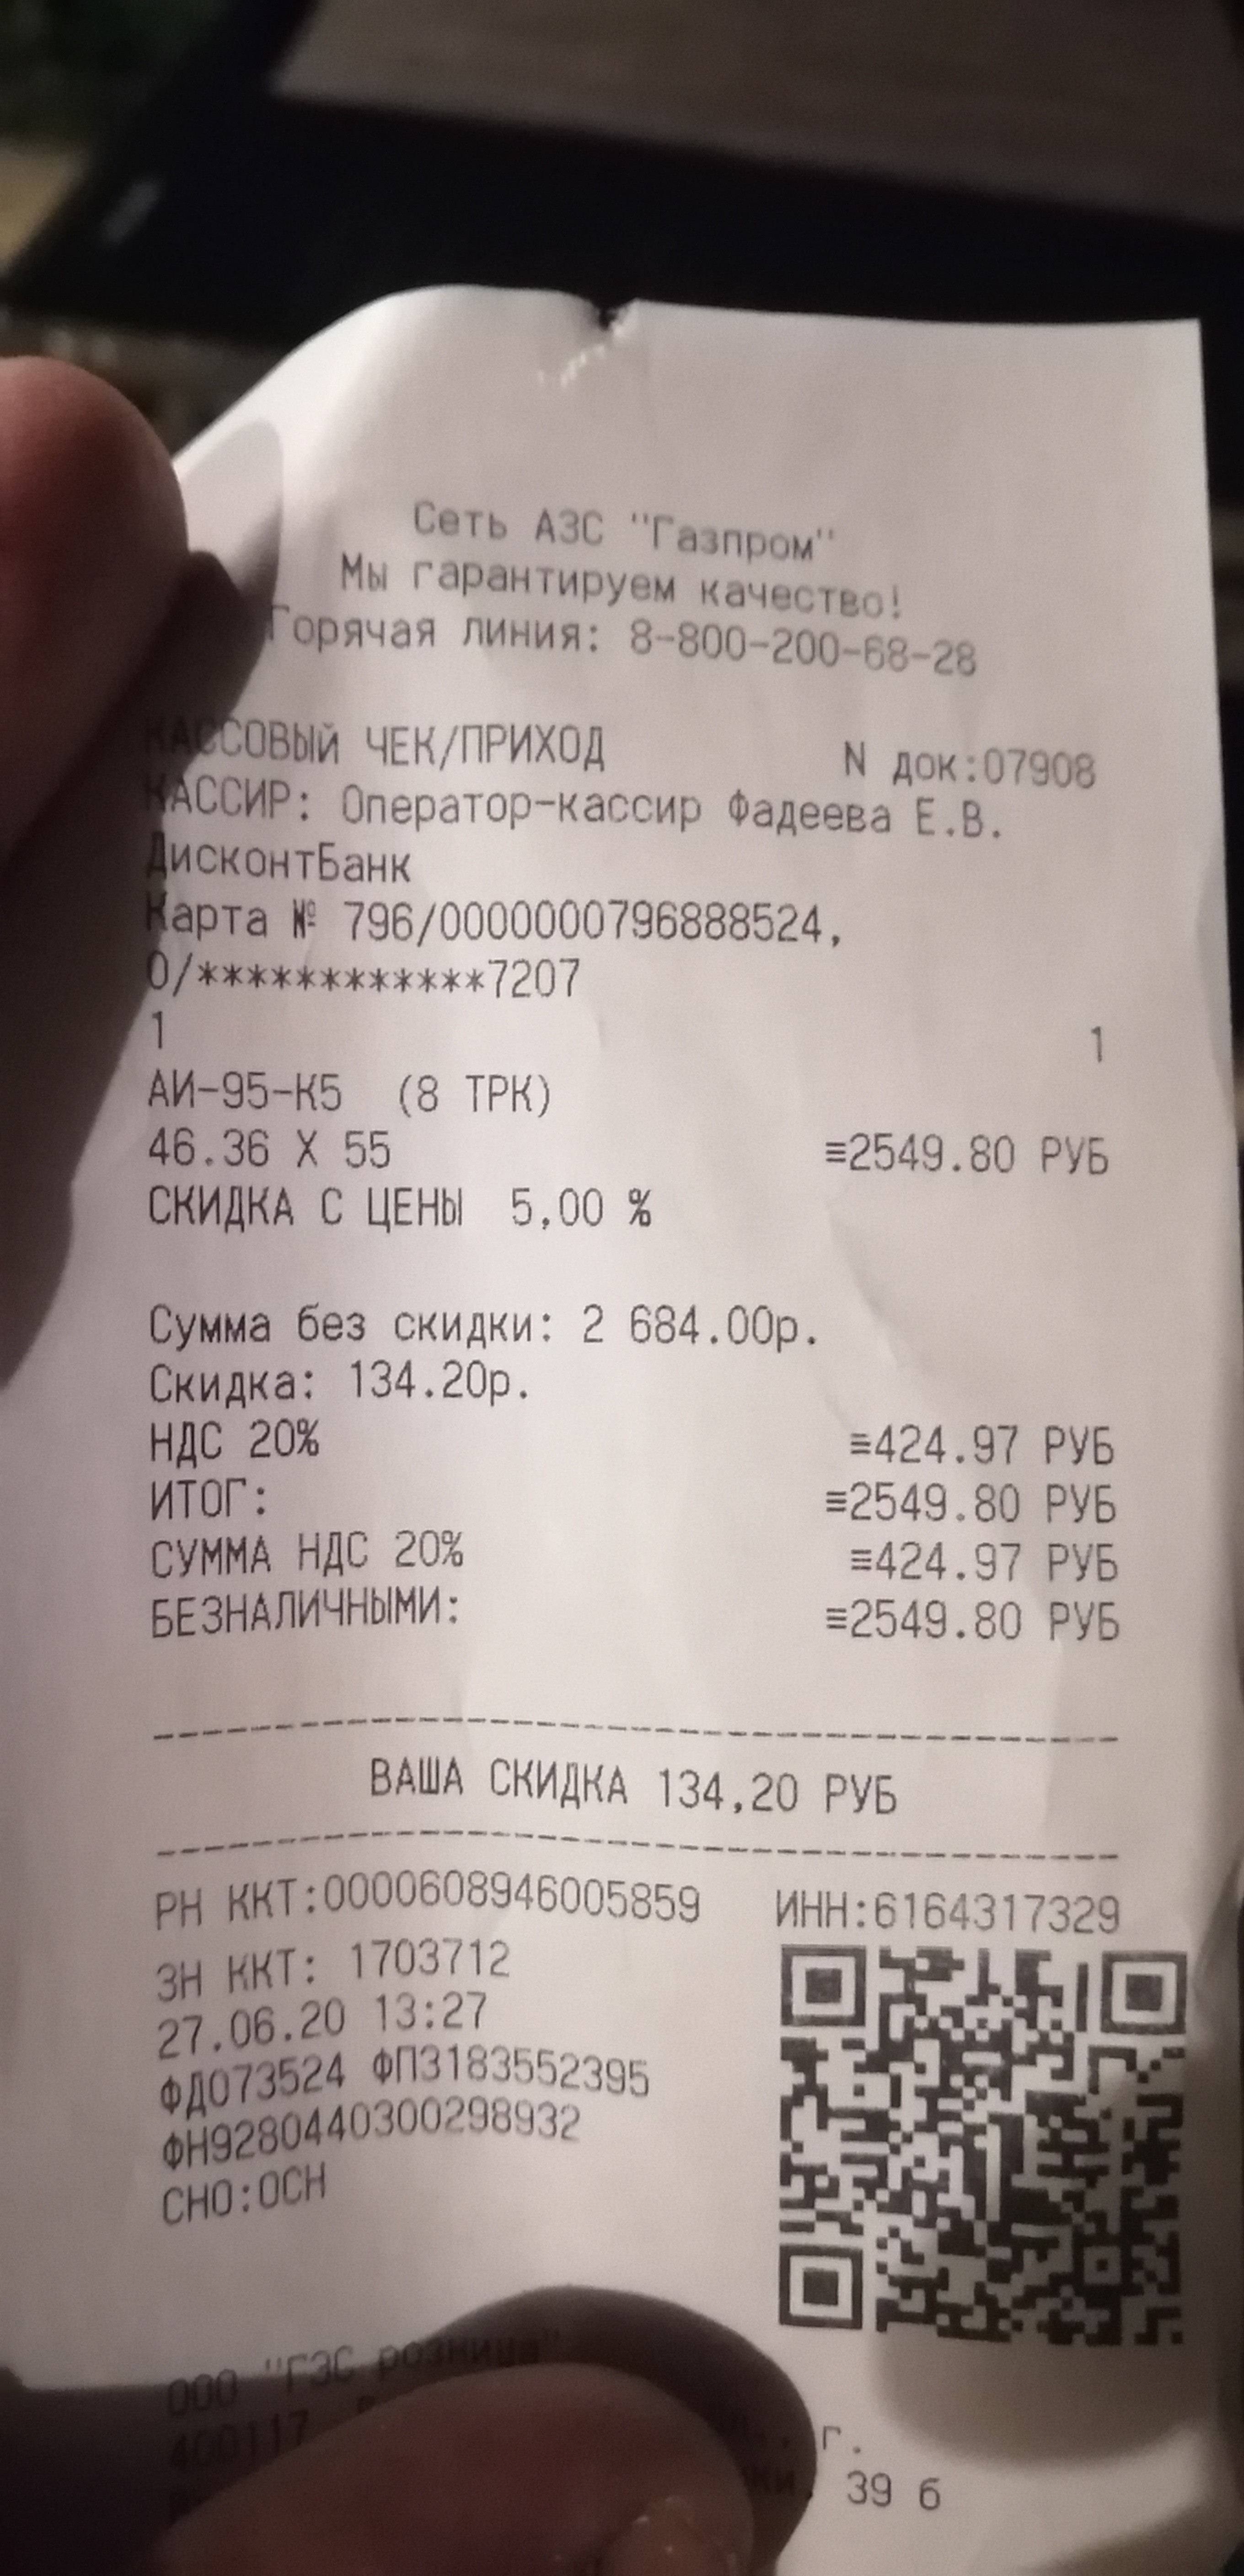 Сеть АЗС "Газпром"
Мы гарантируем качество!
Горячая линия: 8-800-200-68-28
КАССОВЫЙ ЧЕК/ПРИХОД N док:07908
КАССИР: Оператор-кассир Фадеева Е.В.
ДисконтБанк
Карта № 796/0000000796888524,
0/************7207
1 1
АИ-95-К5 (8 ТРК)
46.36 X 55 ≡2549.80 РУБ
СКИДКА С ЦЕНЫ 5,00 %
Сумма без скидки: 2 684.00р.
Скидка: 134.20р.
НДС 20% ≡424.97 РУБ
ИТОГ: ≡2549.80 РУБ
СУММА НДС 20% ≡424.97 РУБ
БЕЗНАЛИЧНЫМИ: ≡2549.80 РУБ
ВАША СКИДКА 134,20 РУБ
РН ККТ:0000608946005859 ИНН:6164317329
ЗН ККТ: 1703712
27.06.20 13:27
ФД073524 ФП3183552395
ФН9280440300298932
СНО:ОСН
ООО "ГЭС розница"
400117 г.
39 б